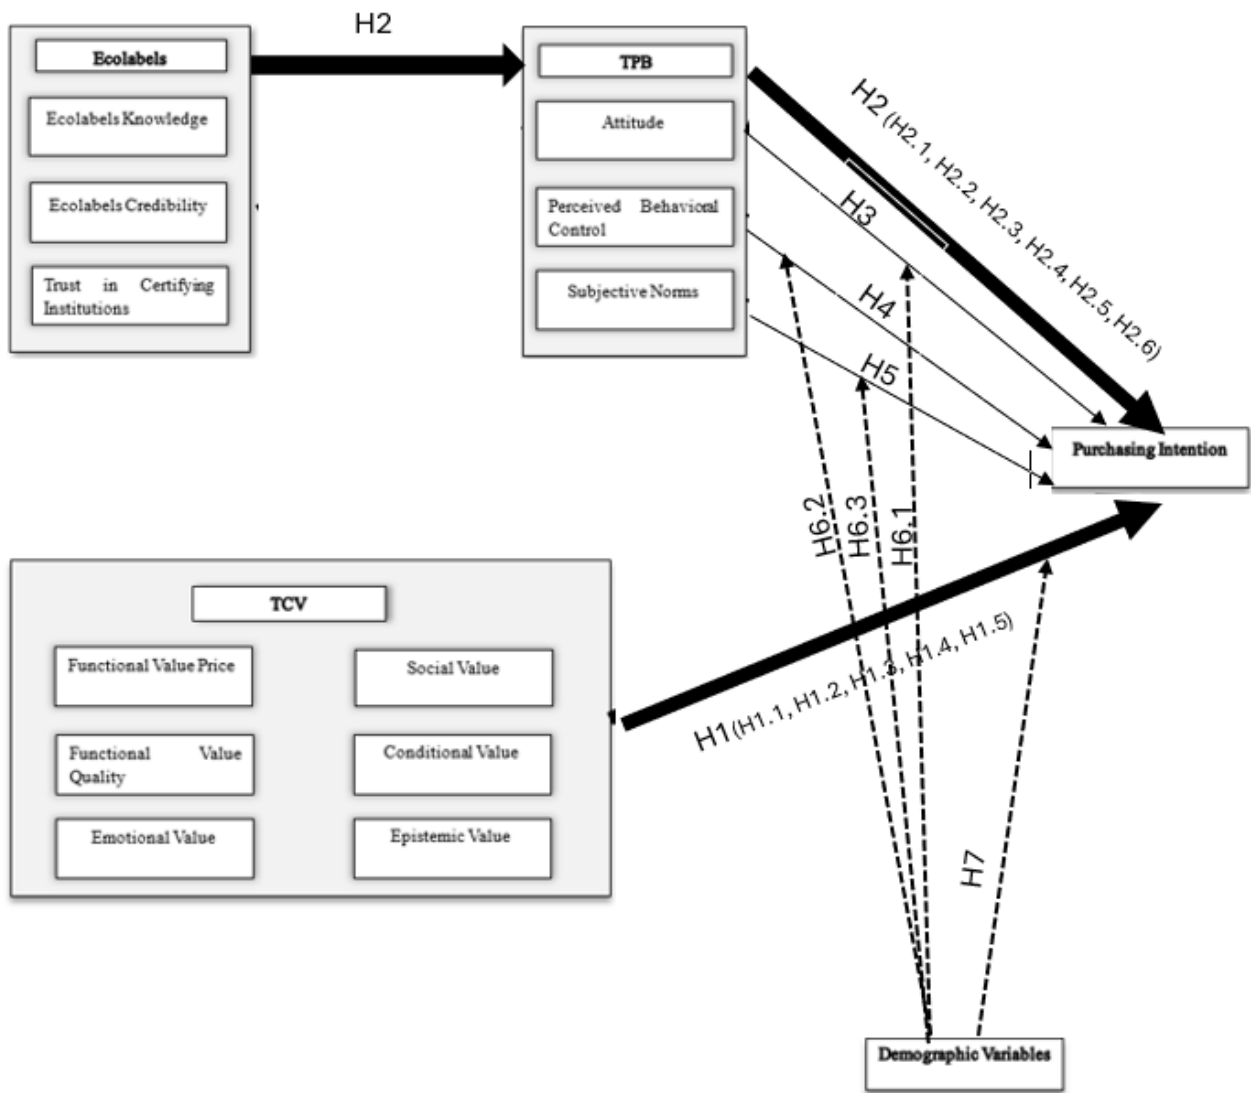 H2
Ecolabels
Ecolabels Knowledge
Ecolabels Credibility
Trust in Certifying
Institutions
TPB
Attitude
Perceived Behavioral
Control
Subjective Norms
H2 (H2.1, H2.2, H2.3, H2.4, H2.5, H2.6)
H3
H4
H5
Purchasing Intention
H6.2
H6.3
H6.1
TCV
Functional Value Price
Social Value
Functional Value
Quality
Conditional Value
Emotional Value
Epistemic Value
H1(H1.1, H1.2, H1.3, H1.4, H1.5)
H7
Demographic Variables